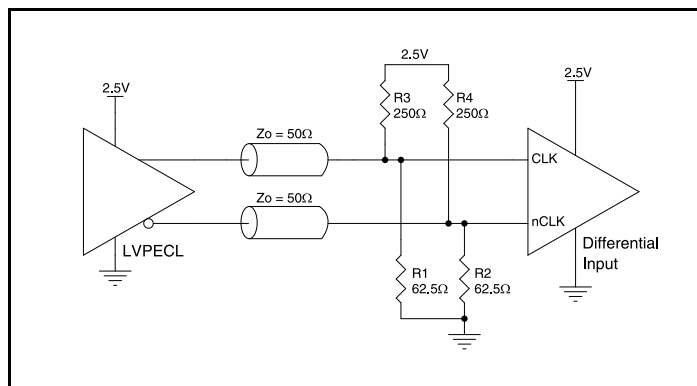 2.5V
2.5V
2.5V
R3
250Ω
R4
250Ω
Zo = 50Ω
CLK
Zo = 50Ω
nCLK
LVPECL
Differential
Input
R1
62.5Ω
R2
62.5Ω